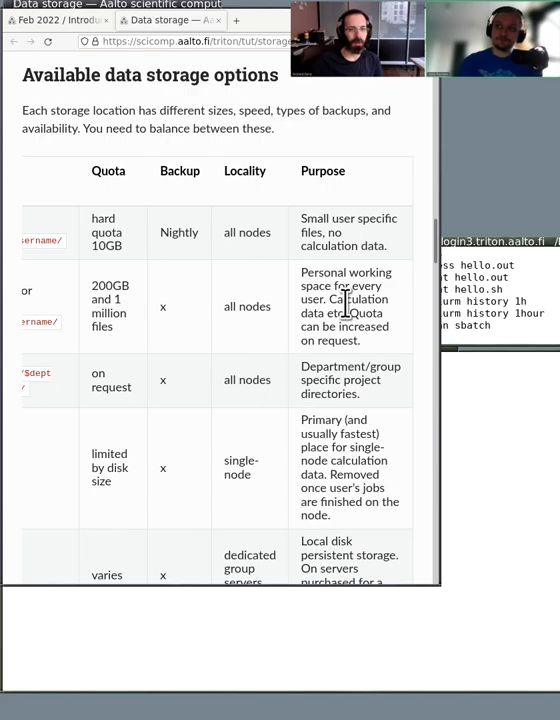 Data storage — Aalto scientific comput
Feb 2022 / Introdu
Data storage — Aalto
https://scicomp.aalto.fi/triton/tut/storage
Available data storage options
Each storage location has different sizes, speed, types of backups, and
availability. You need to balance between these.
Quota Backup Locality Purpose
hard
quota
10GB
Nightly
all nodes
Small user specific
files, no
calculation data.
sername/
or
200GB
and 1
million
files
x
all nodes
Personal working
space for every
user. Calculation
data etc. Quota
can be increased
on request.
sername/
/$dept
/
on
request
x
all nodes
Department/group
specific project
directories.
limited
by disk
size
x
single-
node
Primary (and
usually fastest)
place for single-
node calculation
data. Removed
once user's jobs
are finished on the
node.
varies
x
dedicated
group
servers
Local disk
persistent storage.
On servers
purchased for a
login3.triton.aalto.fi
ess hello.out
at hello.out
at hello.sh
urm history 1h
urm history 1hour
an sbatch